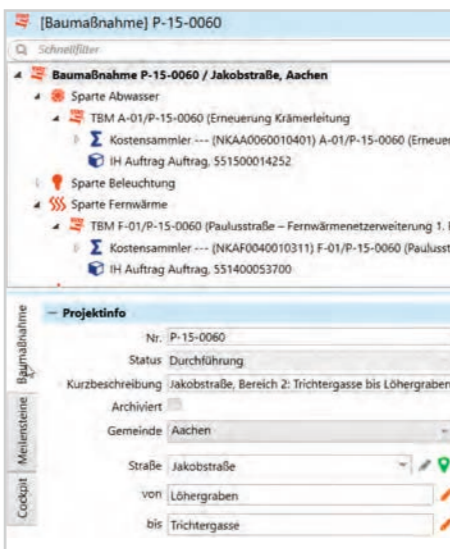 [Baumaßnahme] P-15-0060
Schnellfilter
Baumaßnahme P-15-0060 / Jakobstraße, Aachen
Sparte Abwasser
TBM A-01/P-15-0060 (Erneuerung Krämerleitung
Kostensammler --- (NKAA0060010401) A-01/P-15-0060 (Erneuer
IH Auftrag Auftrag, 551500014252
Sparte Beleuchtung
Sparte Fernwärme
TBM F-01/P-15-0060 (Paulusstraße – Fernwärmenetzerweiterung 1.
Kostensammler --- (NKAF0040010311) F-01/P-15-0060 (Paulusst
IH Auftrag Auftrag, 551400053700
Baumaßnahme
Meilensteine
Cockpit
Projektinfo
Nr. P-15-0060
Status Durchführung
Kurzbeschreibung Jakobstraße, Bereich 2: Trichtergasse bis Löhergraben
Archiviert
Gemeinde Aachen
Straße Jakobstraße
von Löhergraben
bis Trichtergasse